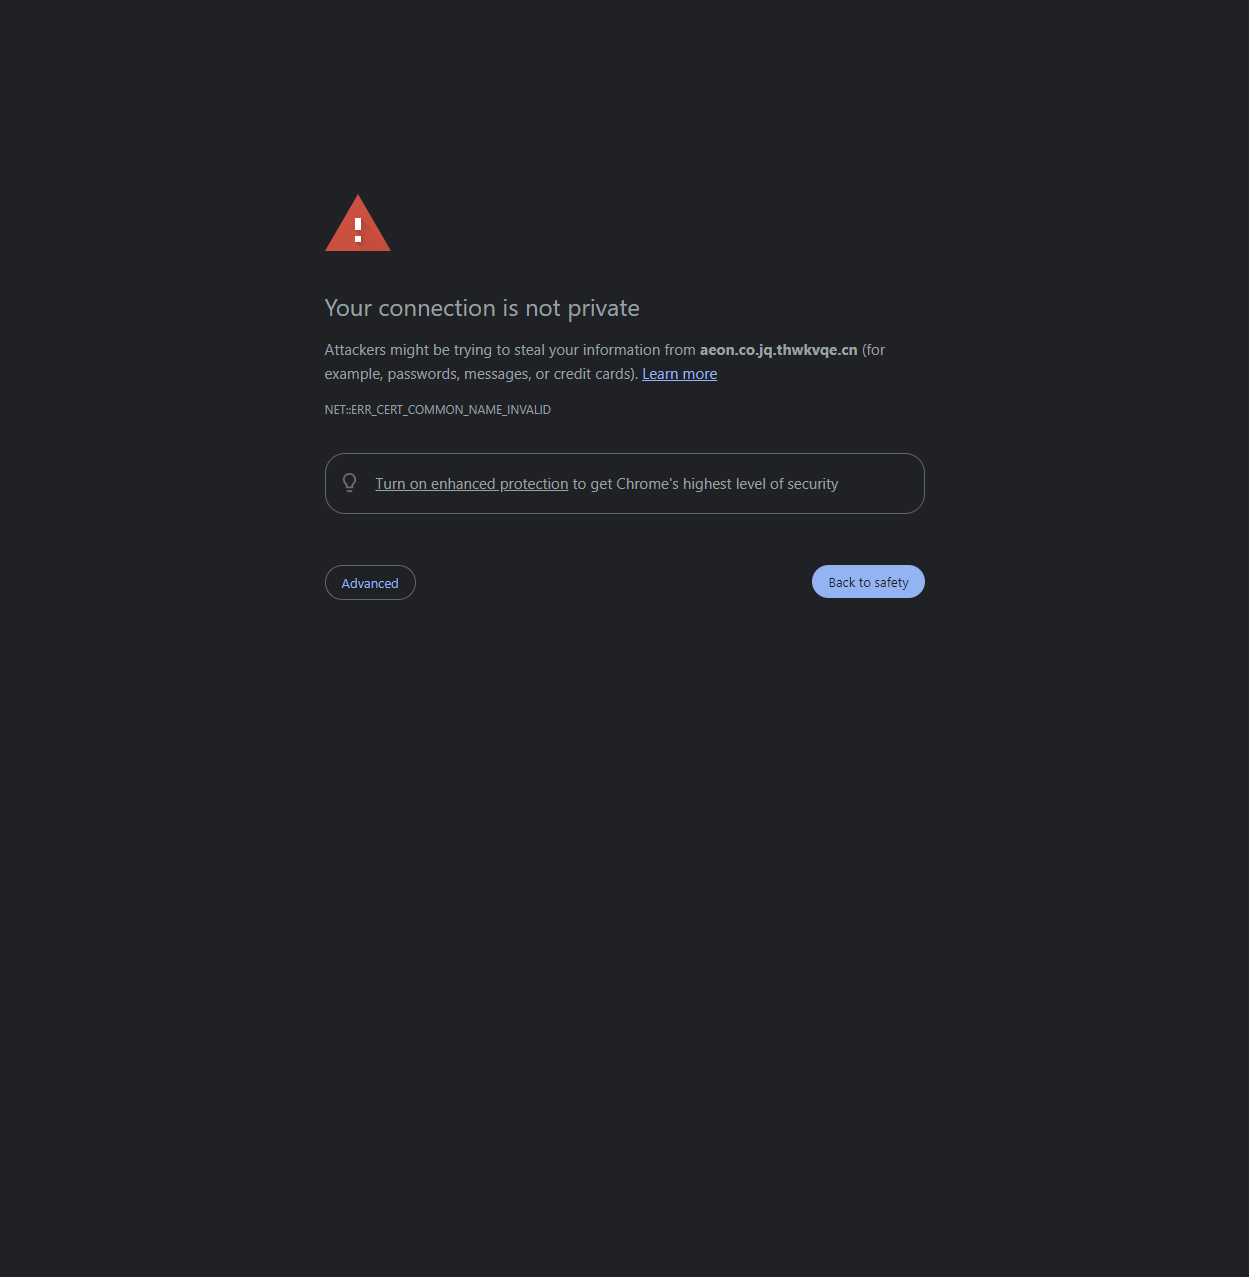 Your connection is not private
Attackers might be trying to steal your information from aeon.co.jq.thwkvqe.cn (for
example, passwords, messages, or credit cards). Learn more
NET::ERR_CERT_COMMON_NAME_INVALID
Turn on enhanced protection to get Chrome's highest level of security
Advanced
Back to safety